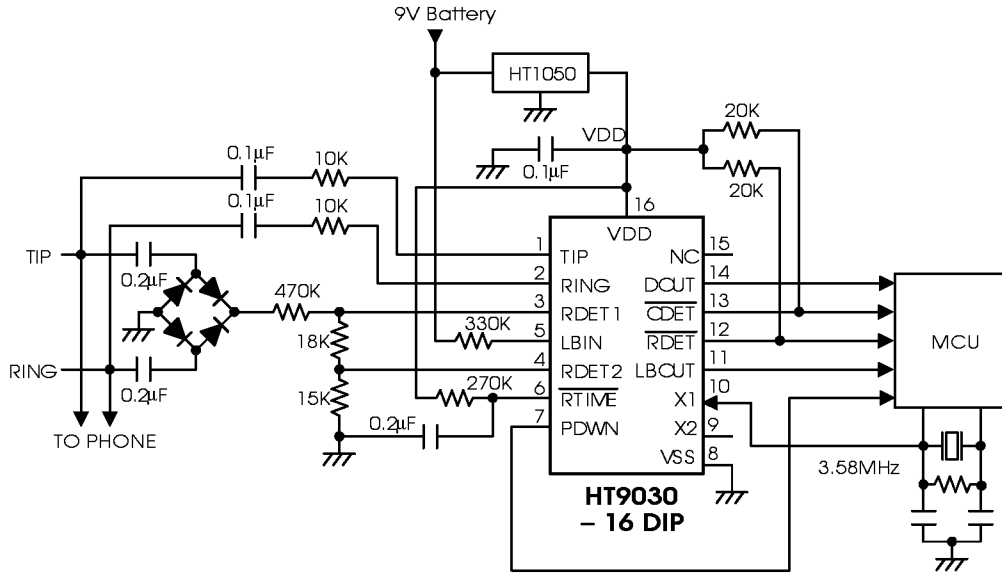 9V Battery
HT1050
20K
VDD
0.1µF
20K
0.1µF
10K
0.1µF
10K
16
VDD
TIP
0.2µF
1
TIP
NC
15
2
RING
DOUT
14
470K
3
RDET1
CDET
13
18K
330K
5
LBIN
RDET
12
MCU
RING
0.2µF
4
RDET2
LBOUT
11
15K
270K
6
RTIME
X1
10
TO PHONE
0.2µF
7
PDWN
X2
9
VSS
8
3.58MHz
HT9030
– 16 DIP